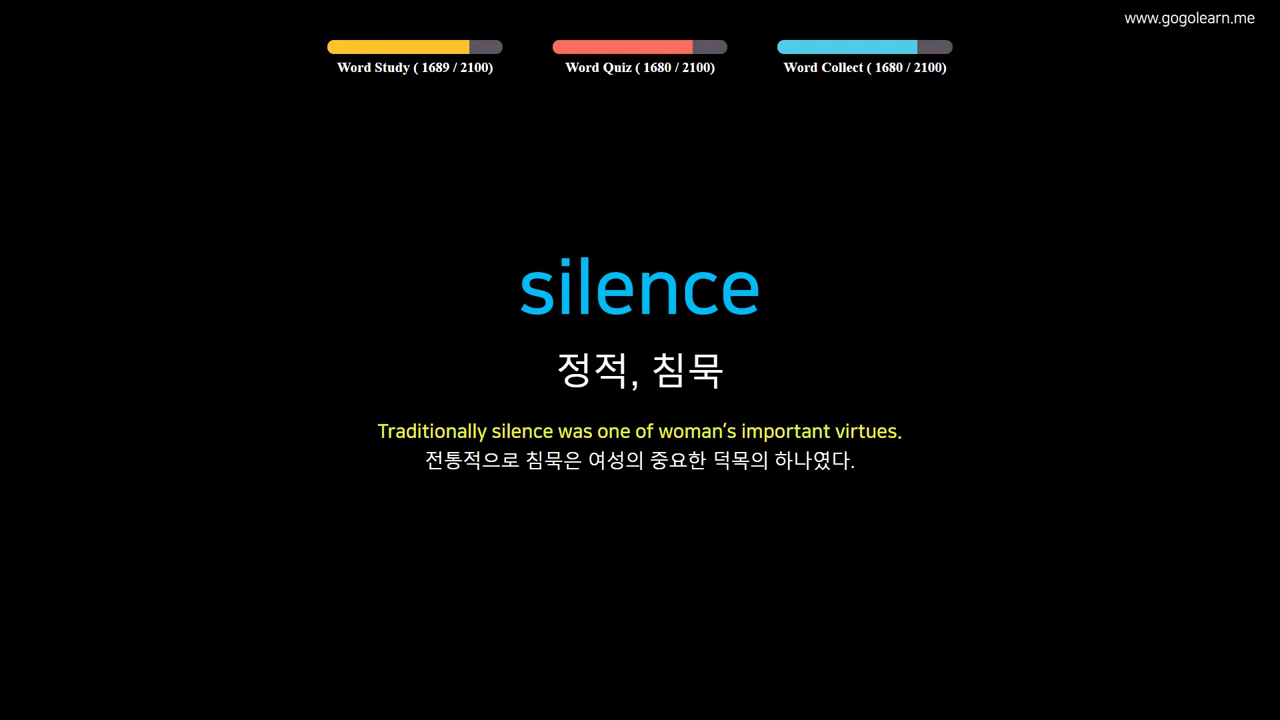 www.gogolearn.me
Word Study ( 1689 / 2100)
Word Quiz ( 1680 / 2100)
Word Collect ( 1680 / 2100)
silence
정적, 침묵
Traditionally silence was one of woman's important virtues.
전통적으로 침묵은 여성의 중요한 덕목의 하나였다.